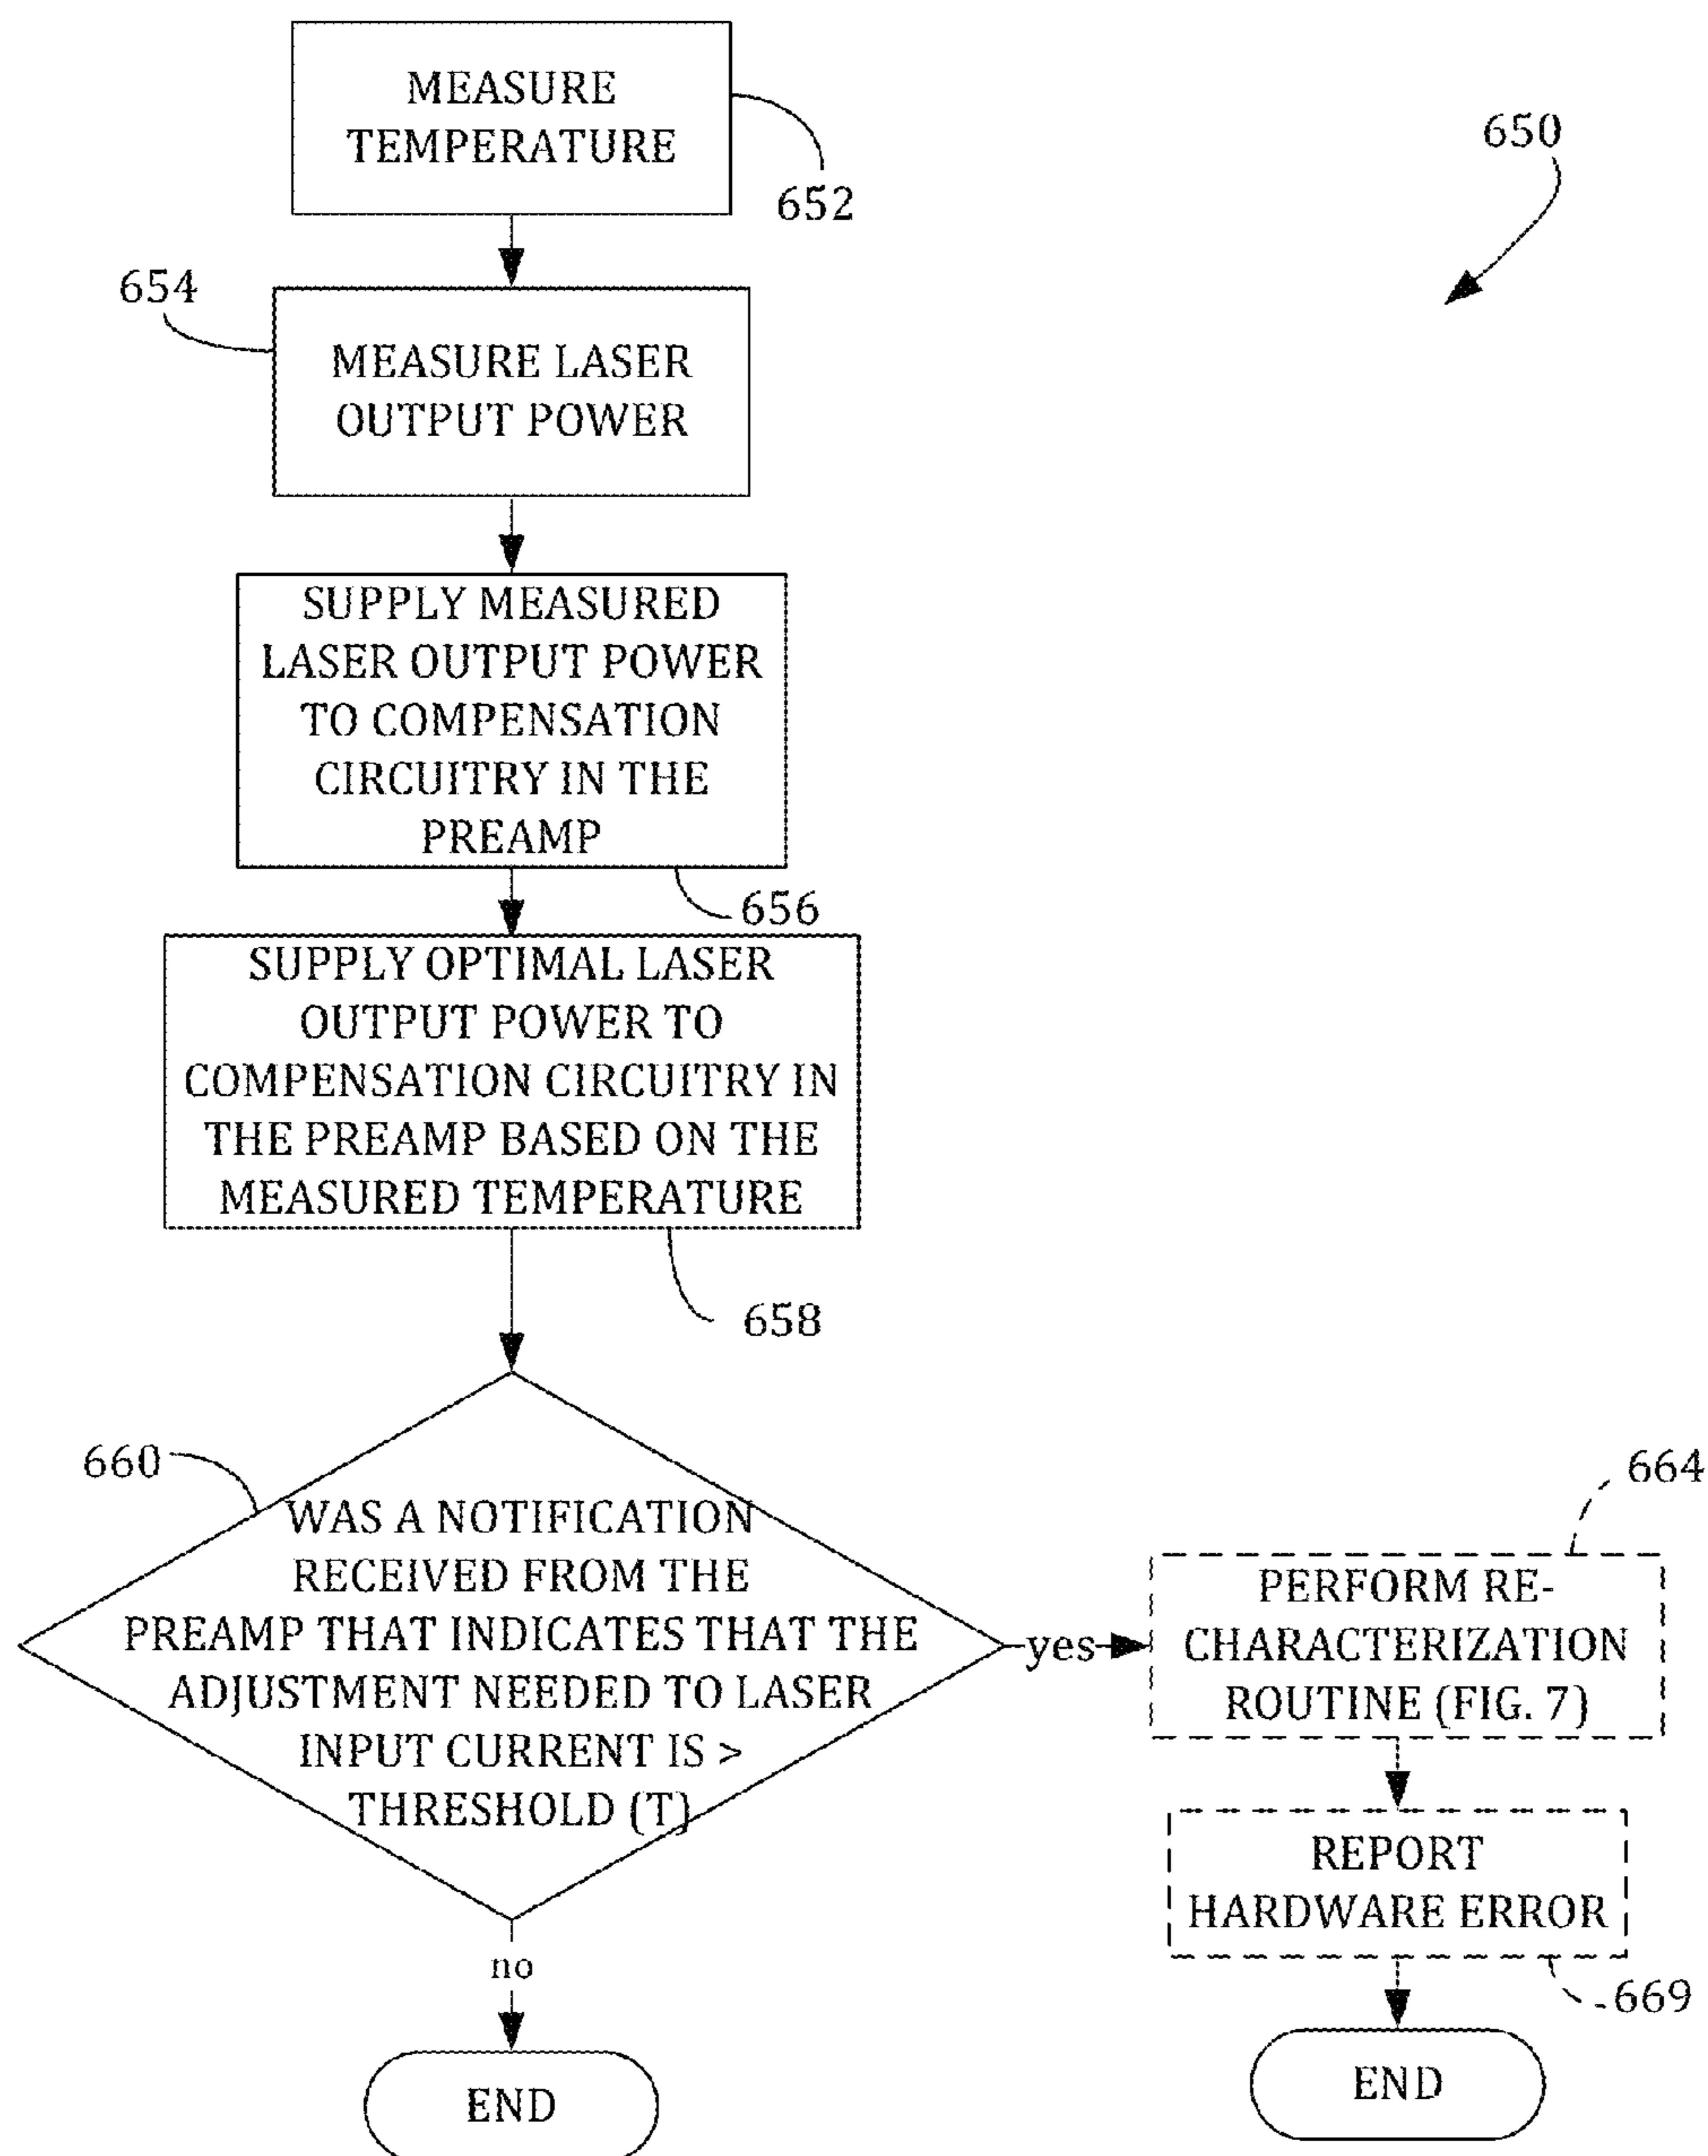 MEASURE
TEMPERATURE
652
650
654
MEASURE LASER
OUTPUT POWER
SUPPLY MEASURED
LASER OUTPUT POWER
TO COMPENSATION
CIRCUITRY IN THE
PREAMP
656
SUPPLY OPTIMAL LASER
OUTPUT POWER TO
COMPENSATION CIRCUITRY IN
THE PREAMP BASED ON THE
MEASURED TEMPERATURE
658
660
WAS A NOTIFICATION
RECEIVED FROM THE
PREAMP THAT INDICATES THAT THE
ADJUSTMENT NEEDED TO LASER
INPUT CURRENT IS >
THRESHOLD (T)
yes
664
PERFORM RE-
CHARACTERIZATION
ROUTINE (FIG. 7)
REPORT
HARDWARE ERROR
669
END
no
END